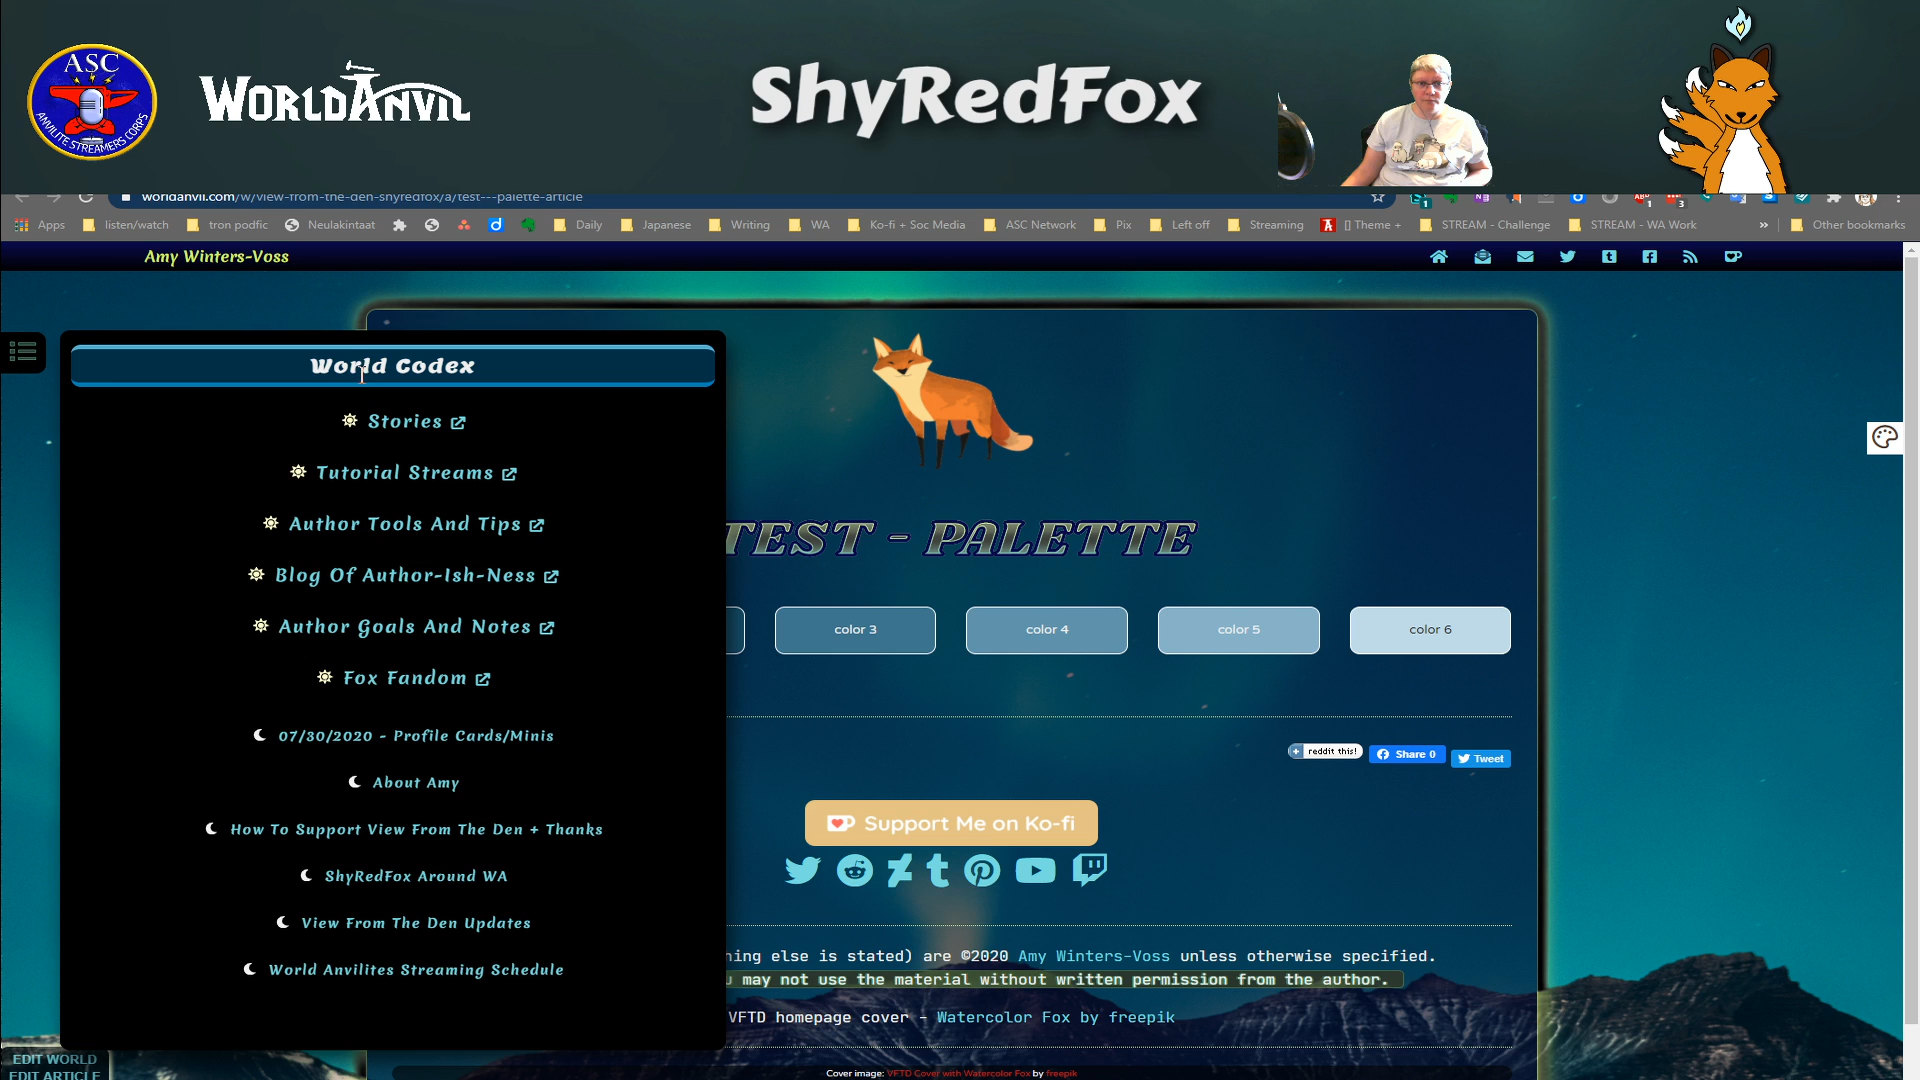 ASC
ANVILITE STREAMERS CORPS
WORLDANVIL
ShyRedFox
worldanvil.com/w/view-from-the-den-shyredfox/a/test---palette-article
Apps
listen/watch
tron podfic
Neulakintaat
Daily
Japanese
Writing
WA
Ko-fi + Soc Media
ASC Network
Pix
Left off
Streaming
[] Theme +
STREAM - Challenge
STREAM - WA Work
»
Other bookmarks
Amy Winters-Voss
World Codex
Stories
Tutorial Streams
Author Tools And Tips
Blog Of Author-Ish-Ness
Author Goals And Notes
Fox Fandom
07/30/2020 - Profile Cards/Minis
About Amy
How To Support View From The Den + Thanks
ShyRedFox Around WA
View From The Den Updates
World Anvilites Streaming Schedule
TEST - PALETTE
color 3
color 4
color 5
color 6
reddit this!
Share 0
Tweet
Support Me on Ko-fi
else is stated) are ©2020 Amy Winters-Voss unless otherwise specified.
may not use the material without written permission from the author.
VFTD homepage cover - Watercolor Fox by freepik
Cover image: VFTD Cover with Watercolor Fox by freepik
EDIT WORLD
EDIT ARTICLE